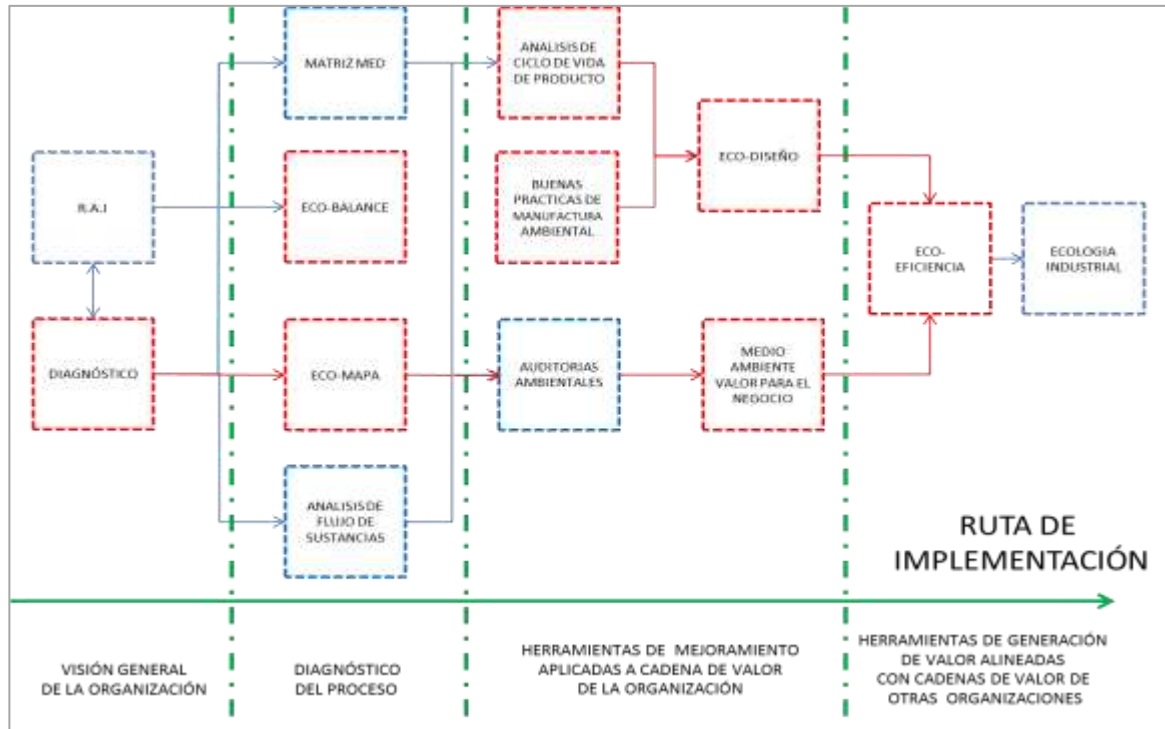 MATRIZ MED
ANALISIS DE
CICLO DE VIDA
DE PRODUCTO
R.A.I
ECO-BALANCE
BUENAS
PRACTICAS DE
MANUFACTURA
AMBIENTAL
ECO-DISEÑO
ECO-
EFICIENCIA
ECOLOGIA
INDUSTRIAL
DIAGNÓSTICO
ECO-MAPA
AUDITORIAS
AMBIENTALES
MEDIO
AMBIENTE
VALOR PARA EL
NEGOCIO
ANALISIS DE
FLUJO DE
SUSTANCIAS
RUTA DE
IMPLEMENTACIÓN
VISIÓN GENERAL
DE LA ORGANIZACIÓN
DIAGNÓSTICO
DEL PROCESO
HERRAMIENTAS DE MEJORAMIENTO
APLICADAS A CADENA DE VALOR
DE LA ORGANIZACIÓN
HERRAMIENTAS DE GENERACIÓN
DE VALOR ALINEADAS
CON CADENAS DE VALOR DE
OTRAS ORGANIZACIONES